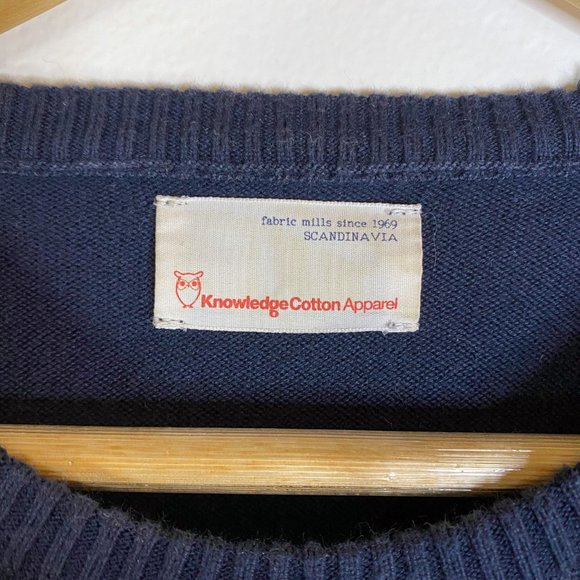 fabric mills since 1969
SCANDINAVIA
KnowledgeCotton Apparel